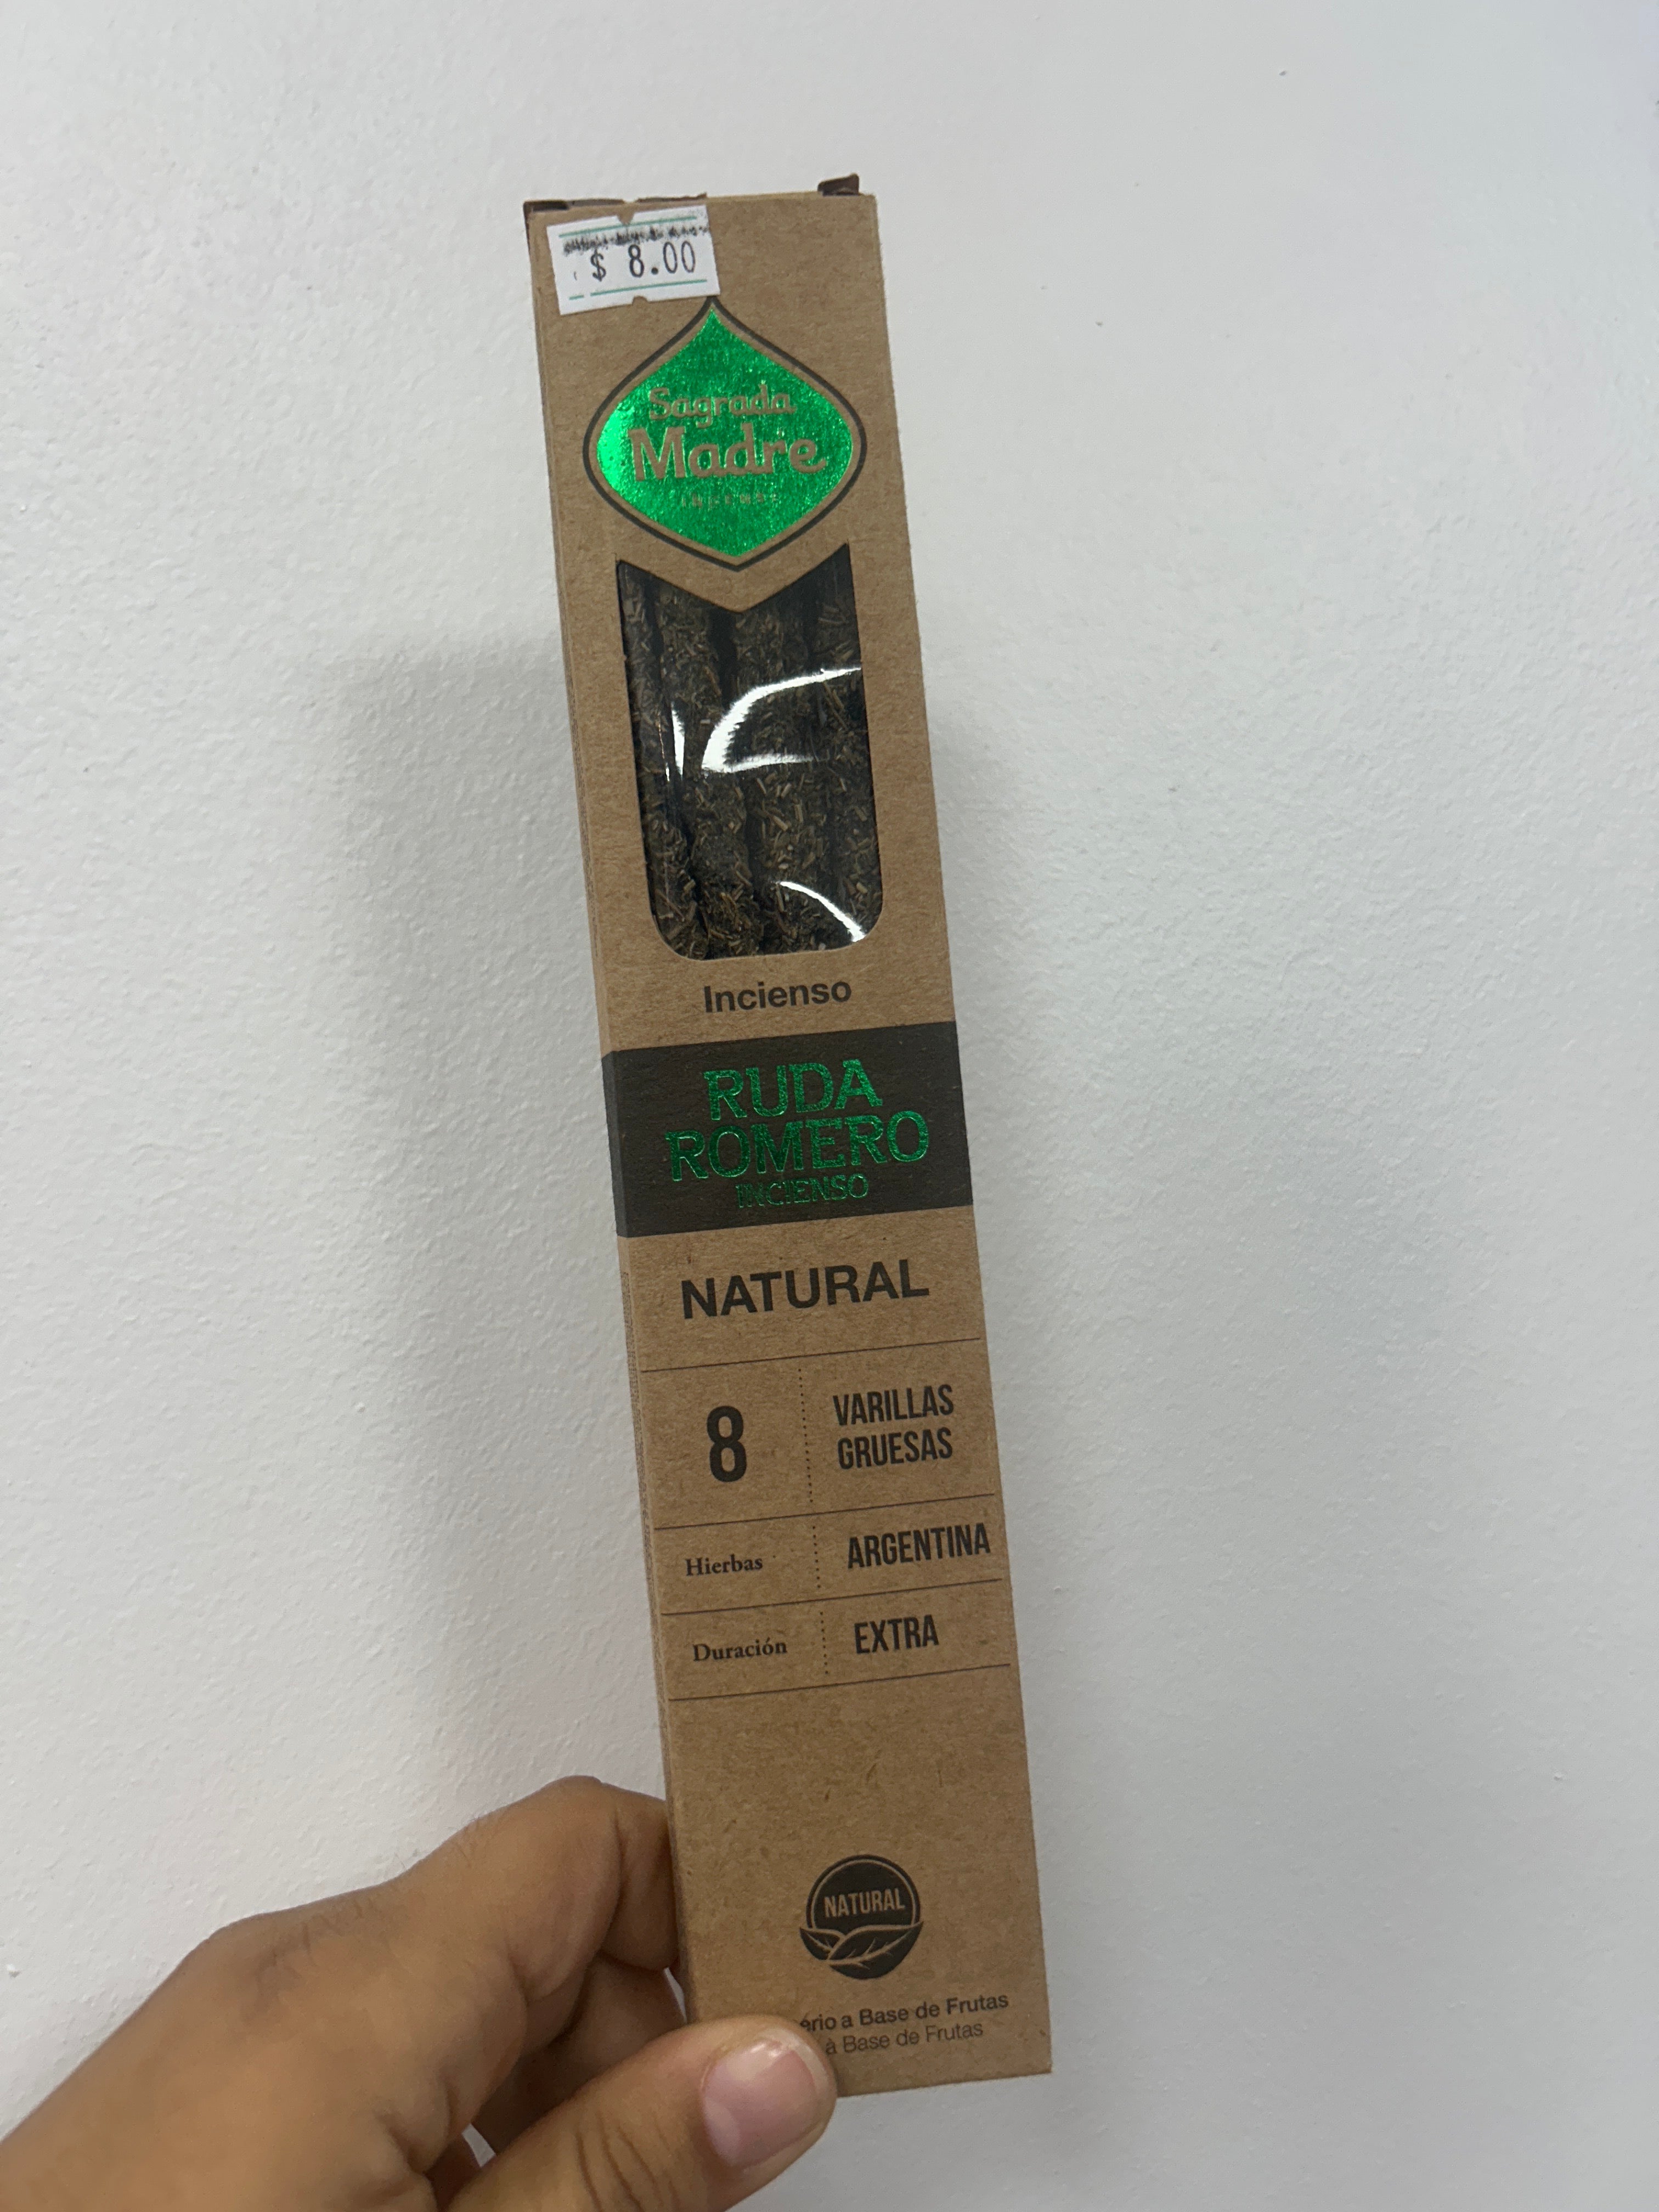 $ 8.00
Sagrada
Madre
Incienso
RUDA
ROMERO
INCIENSO
NATURAL
8
VARILLAS
GRUESAS
Hierbas
ARGENTINA
Duración
EXTRA
NATURAL
a Base de Frutas
à Base de Frutas